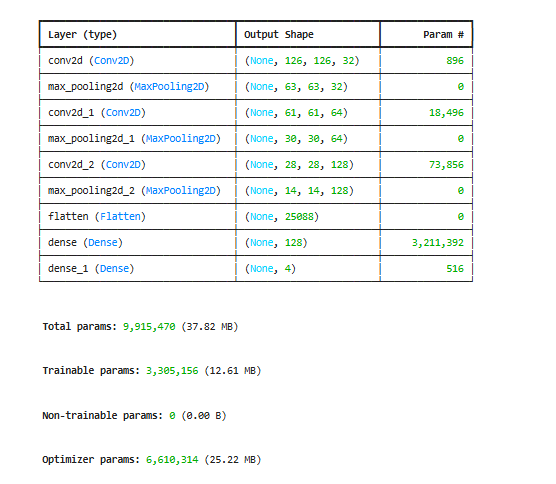 Layer (type) Output Shape Param #
conv2d (Conv2D) (None, 126, 126, 32) 896
max_pooling2d (MaxPooling2D) (None, 63, 63, 32) 0
conv2d_1 (Conv2D) (None, 61, 61, 64) 18,496
max_pooling2d_1 (MaxPooling2D) (None, 30, 30, 64) 0
conv2d_2 (Conv2D) (None, 28, 28, 128) 73,856
max_pooling2d_2 (MaxPooling2D) (None, 14, 14, 128) 0
flatten (Flatten) (None, 25088) 0
dense (Dense) (None, 128) 3,211,392
dense_1 (Dense) (None, 4) 516
Total params: 9,915,470 (37.82 MB)
Trainable params: 3,305,156 (12.61 MB)
Non-trainable params: 0 (0.00 B)
Optimizer params: 6,610,314 (25.22 MB)